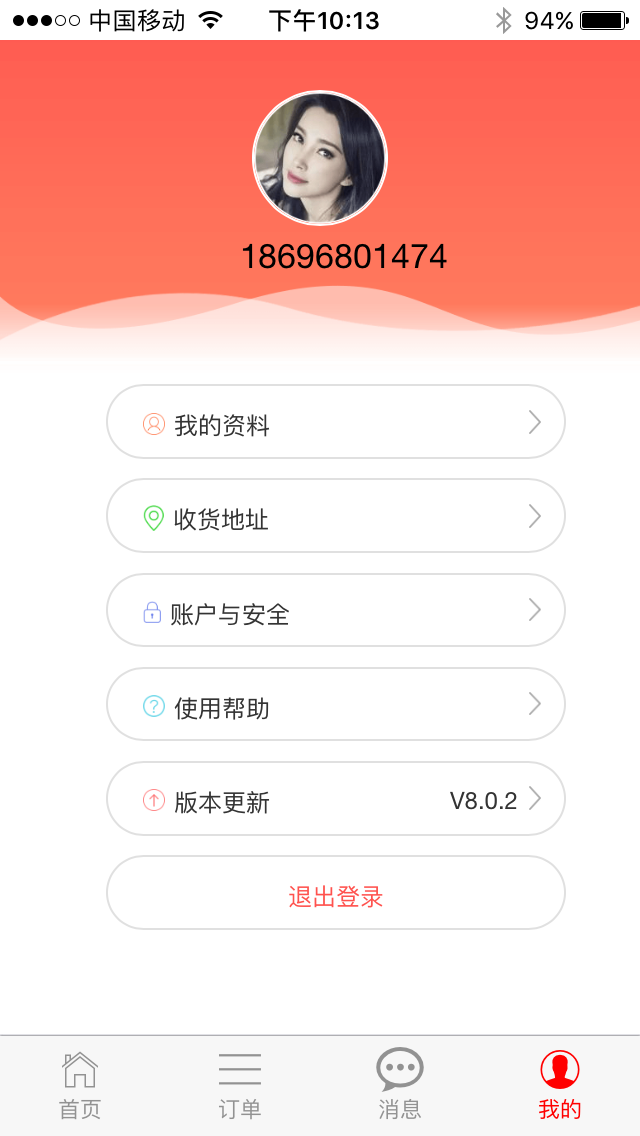 中国移动 下午10:13 94%
18696801474
我的资料
收货地址
账户与安全
使用帮助
版本更新 V8.0.2
退出登录
首页 订单 消息 我的